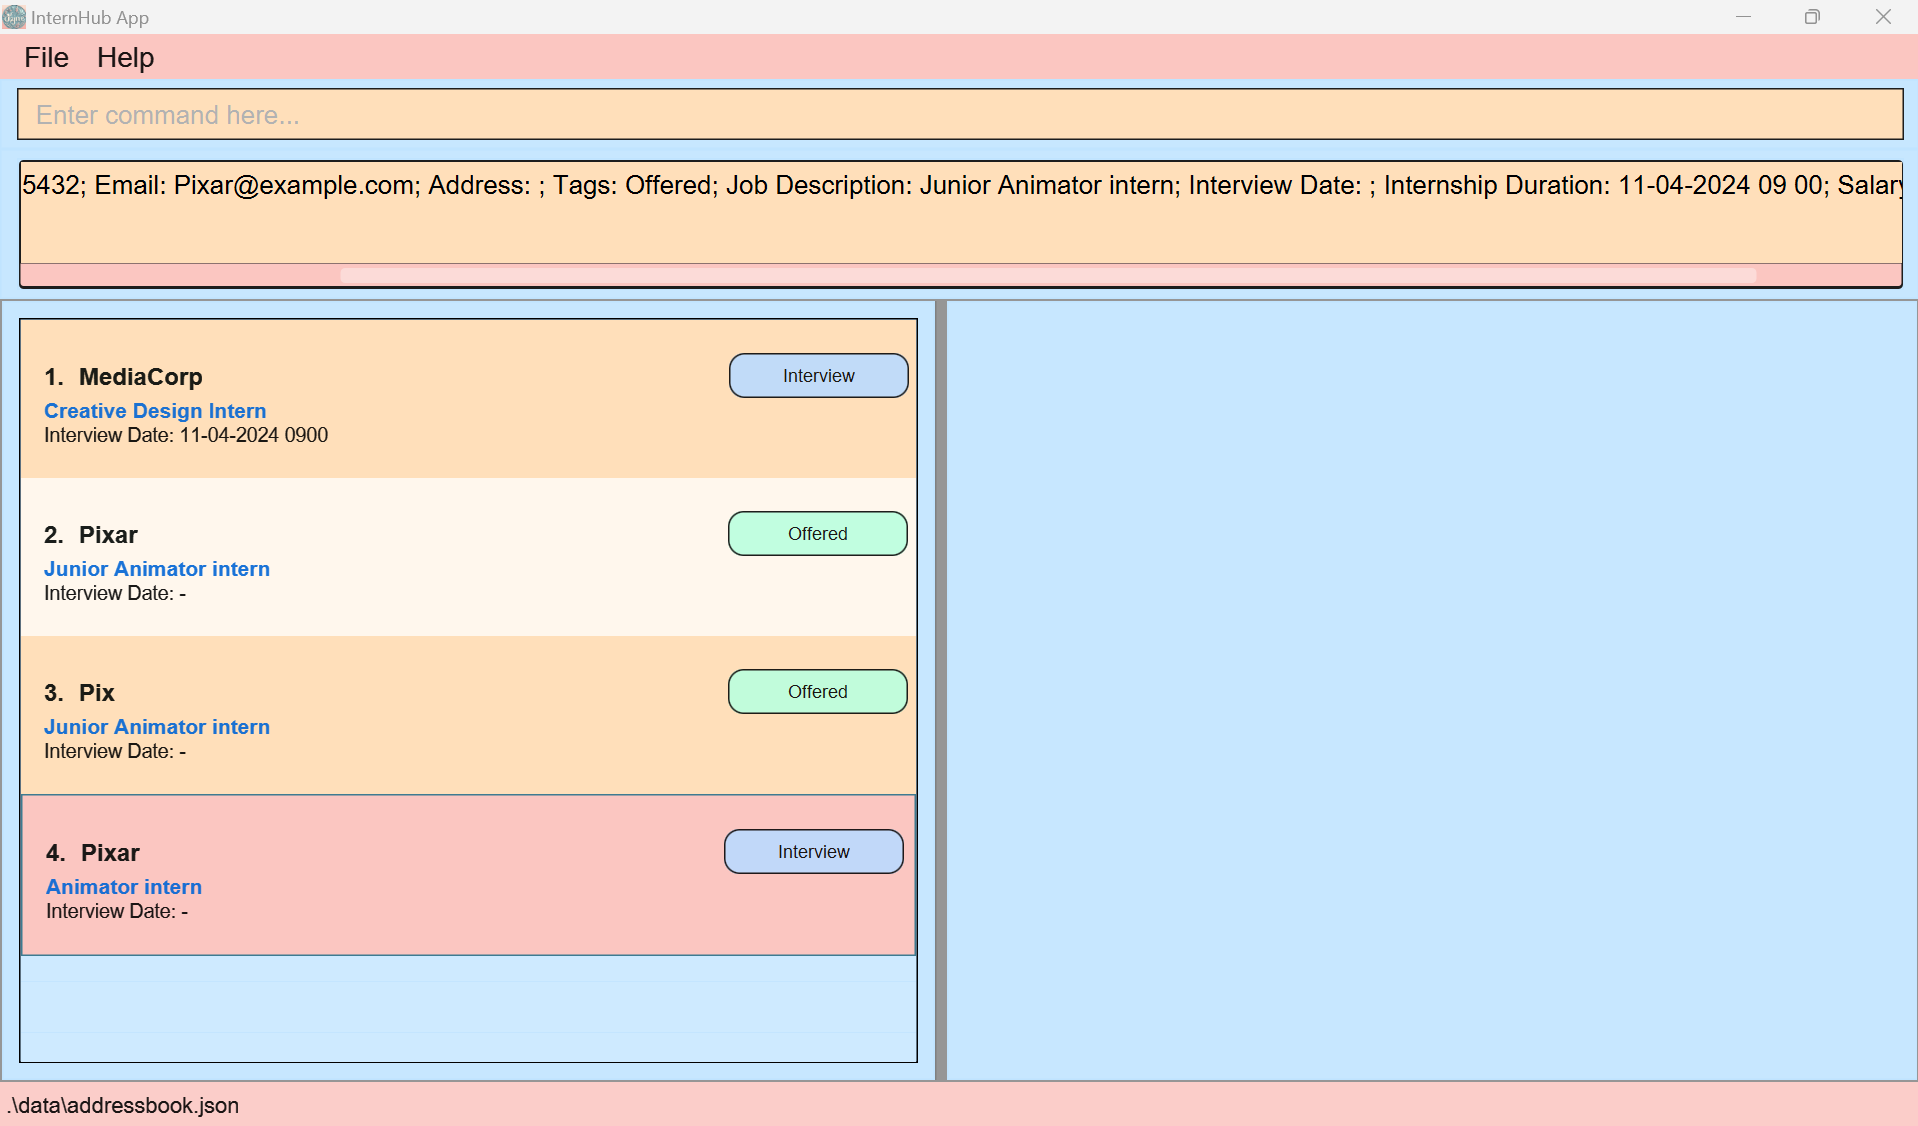 InternHub App
File Help
Enter command here...
5432; Email: Pixar@example.com; Address: ; Tags: Offered; Job Description: Junior Animator intern; Interview Date: ; Internship Duration: 11-04-2024 09 00; Salary
1. MediaCorp
Interview
Creative Design Intern
Interview Date: 11-04-2024 0900
2. Pixar
Offered
Junior Animator intern
Interview Date: -
3. Pix
Offered
Junior Animator intern
Interview Date: -
4. Pixar
Interview
Animator intern
Interview Date: -
.\data\addressbook.json